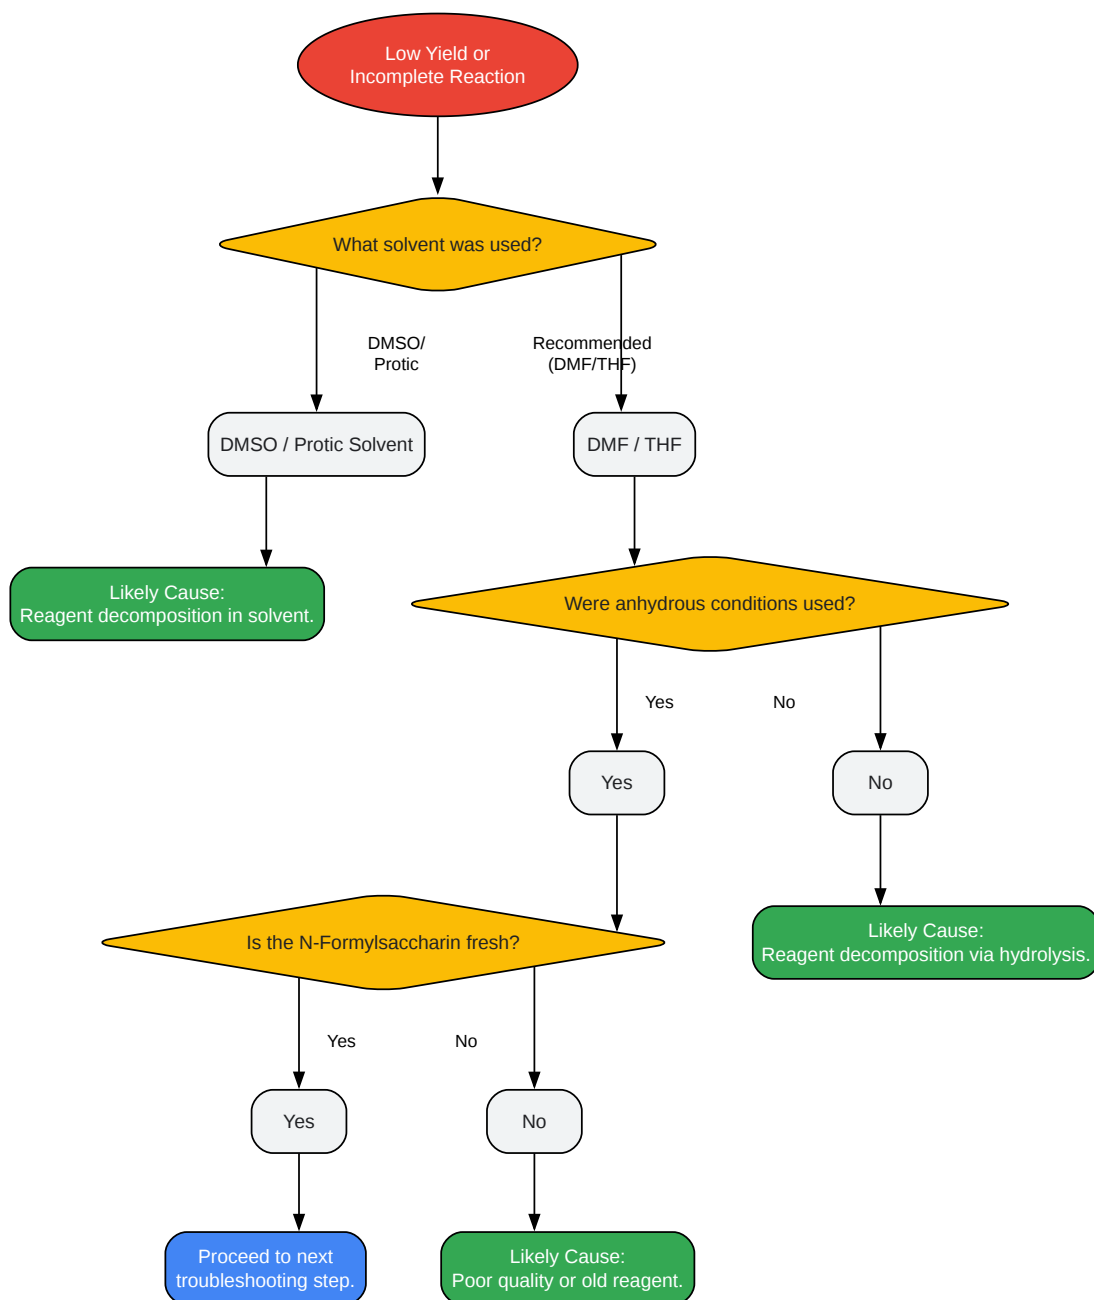 Low Yield or
Incomplete Reaction
What solvent was used?
DMSO/
Protic
Recommended
(DMF/THF)
DMSO / Protic Solvent
DMF / THF
Likely Cause:
Reagent decomposition in solvent.
Were anhydrous conditions used?
Yes
No
Yes
No
Likely Cause:
Reagent decomposition via hydrolysis.
Is the N-Formylsaccharin fresh?
Yes
No
Yes
No
Proceed to next
troubleshooting step.
Likely Cause:
Poor quality or old reagent.